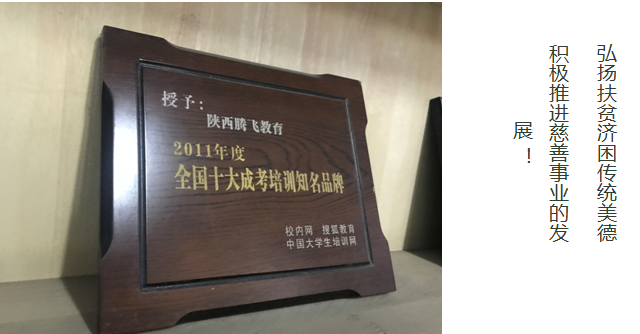 授予：
陕西腾飞教育
2011年度
全国十大成考培训知名品牌
校内网 搜狐教育
中国大学生培训网
弘扬扶贫济困传统美德
积极推进慈善事业的发
展！